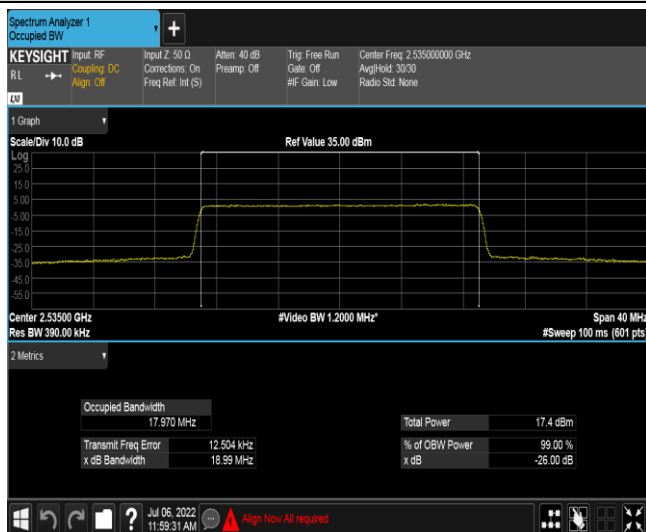 Spectrum Analyzer 1
Occupied BW
+
KEYSIGHT
RL
LXI
Input: RF
Coupling: DC
Align: Off
Input Z: 50 Ω
Corrections: On
Freq Ref: Int (S)
Atten: 40 dB
Preamp: Off
Trig: Free Run
Gate: Off
#IF Gain: Low
Center Freq: 2.535000000 GHz
Avg|Hold: 30/30
Radio Std: None
1 Graph
Scale/Div 10.0 dB
Ref Value 35.00 dBm
Log
25.0
15.0
5.00
-5.00
-15.0
-25.0
-35.0
-45.0
-55.0
Center 2.53500 GHz
#Video BW 1.2000 MHz*
Span 40 MHz
Res BW 390.00 kHz
#Sweep 100 ms (601 pts)
2 Metrics
Occupied Bandwidth
17.970 MHz
Total Power 17.4 dBm
Transmit Freq Error 12.504 kHz
% of OBW Power 99.00 %
x dB Bandwidth 18.99 MHz
x dB -26.00 dB
?
Jul 06, 2022
11:59:31 AM
Align Now All required